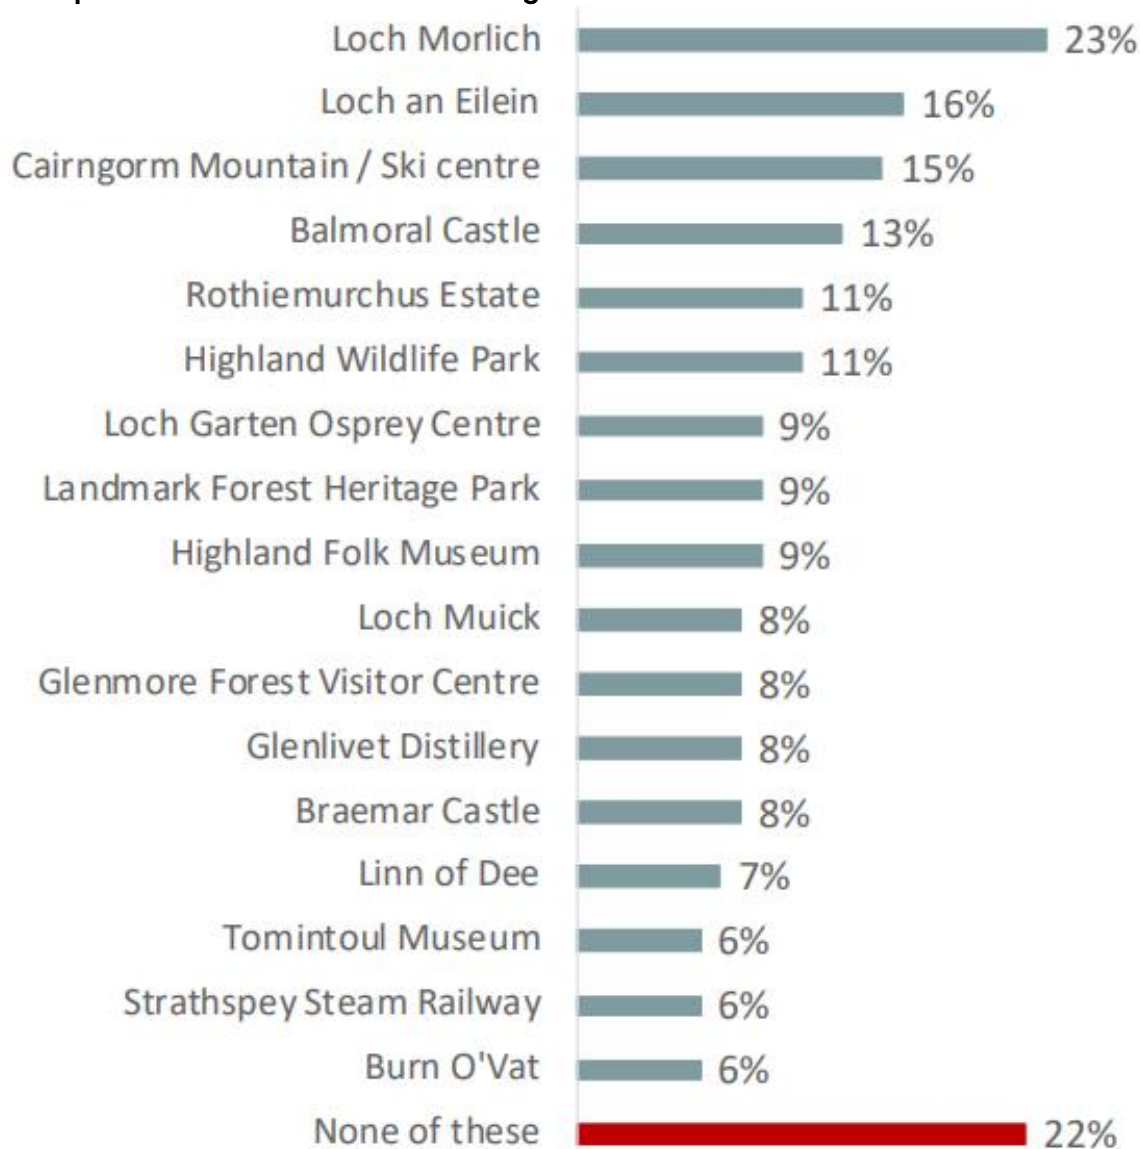 Loch Morlich 23%
Loch an Eilein 16%
Cairngorm Mountain / Ski centre 15%
Balmoral Castle 13%
Rothiemurchus Estate 11%
Highland Wildlife Park 11%
Loch Garten Osprey Centre 9%
Landmark Forest Heritage Park 9%
Highland Folk Museum 9%
Loch Muick 8%
Glenmore Forest Visitor Centre 8%
Glenlivet Distillery 8%
Braemar Castle 8%
Linn of Dee 7%
Tomintoul Museum 6%
Strathspey Steam Railway 6%
Burn O'Vat 6%
None of these 22%